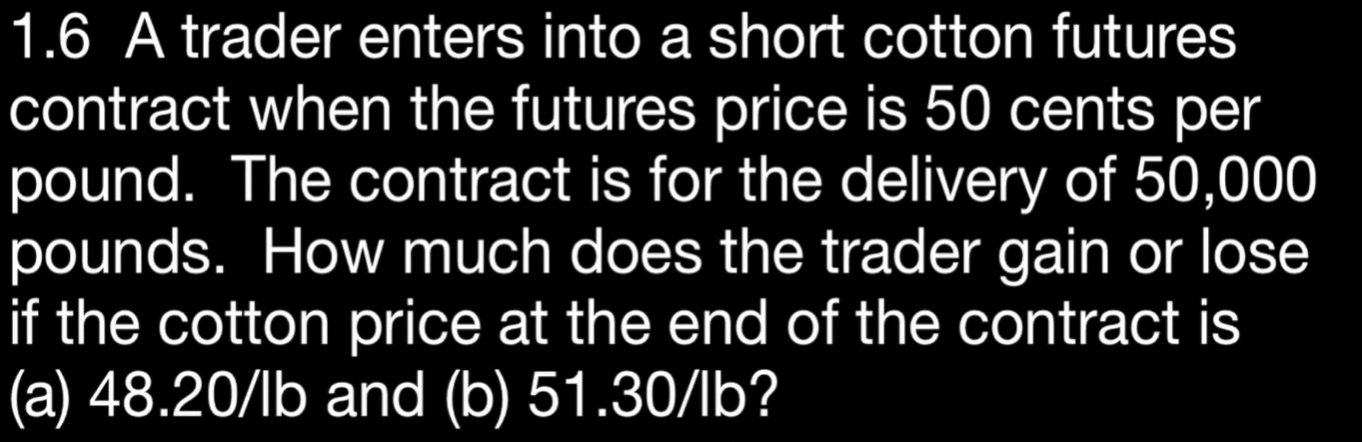 1.6  A trader enters into a short cotton futures
contract when the futures price is 50 cents per
pound.  The contract is for the delivery of 50,000
pounds.  How much does the trader gain or lose
if the cotton price at the end of the contract is
(a) 48.20/lb and (b) 51.30/lb?